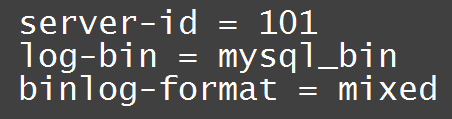 server-id = 101
log-bin = mysql_bin
binlog-format = mixed